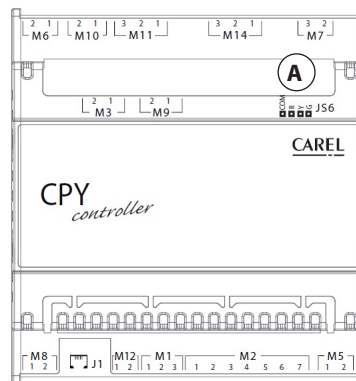 2 1 2 1 3 2 1 3 2 1 3 2
M6 M10 M11 M14 M7
A
2 1 2 1
M3 M9
COM R Y G JS6
CAREL
CPY
controller
M8 J1 M12 M1 M2 M5
1 2 1 2 1 2 3 1 2 3 4 5 6 7 1 2